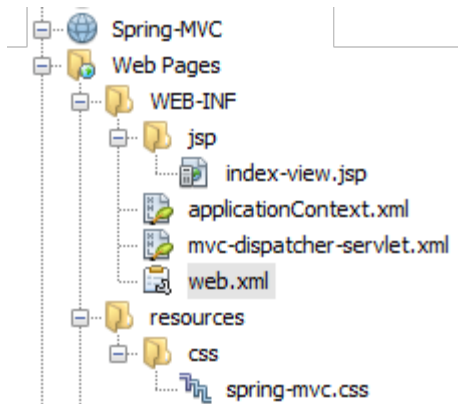 Spring-MVC
Web Pages
WEB-INF
jsp
index-view.jsp
applicationContext.xml
mvc-dispatcher-servlet.xml
web.xml
resources
css
spring-mvc.css